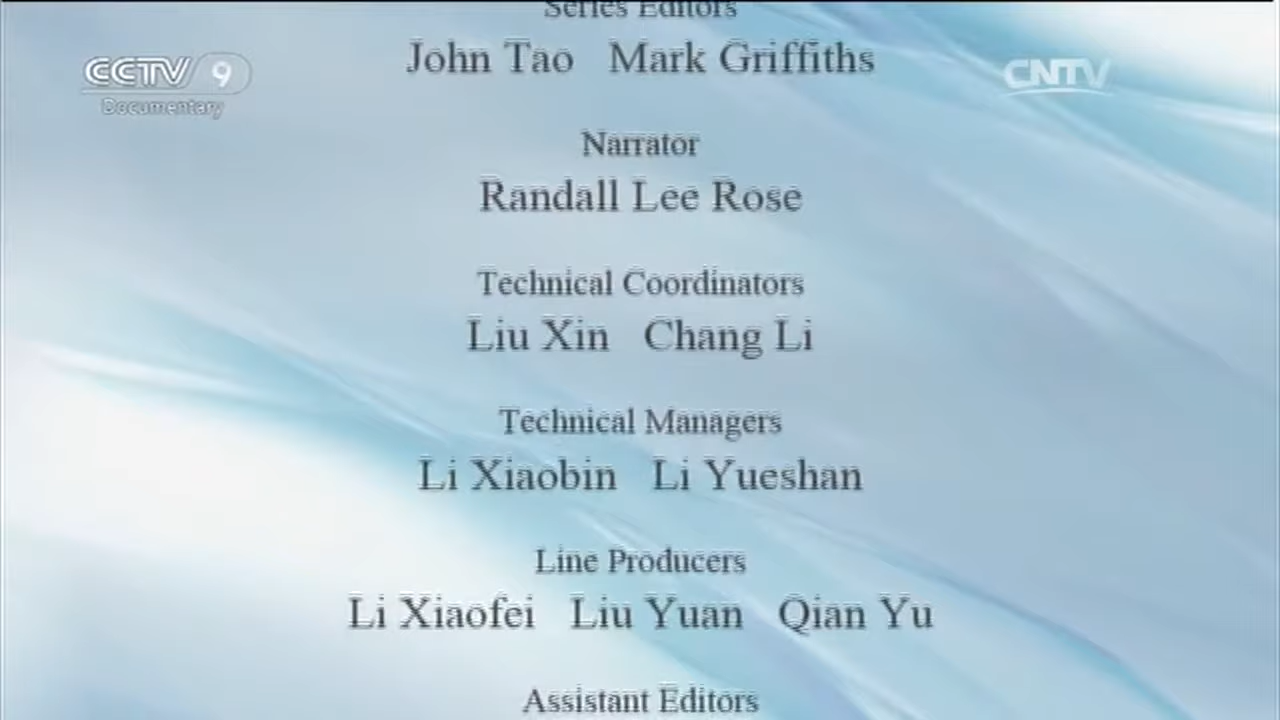 Series Editors
John Tao Mark Griffiths
CCTV 9
Documentary
CNTV
Narrator
Randall Lee Rose
Technical Coordinators
Liu Xin Chang Li
Technical Managers
Li Xiaobin Li Yueshan
Line Producers
Li Xiaofei Liu Yuan Qian Yu
Assistant Editors